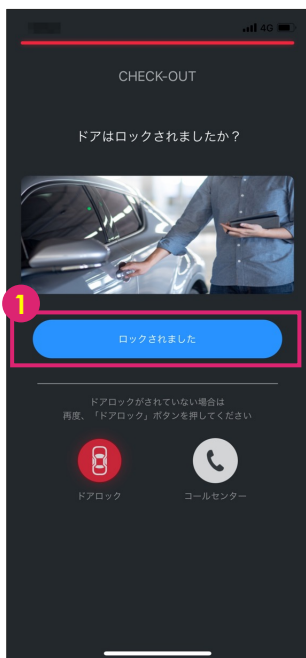 4G
CHECK-OUT
ドアはロックされましたか？
1
ロックされました
ドアロックがされていない場合は
再度、「ドアロック」ボタンを押してください
ドアロック
コールセンター